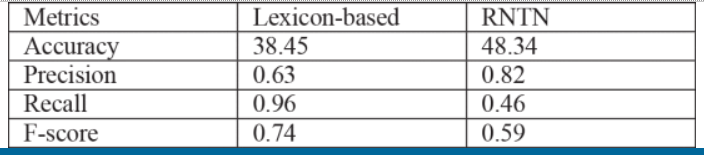 Metrics Lexicon-based RNTN
Accuracy 38.45 48.34
Precision 0.63 0.82
Recall 0.96 0.46
F-score 0.74 0.59